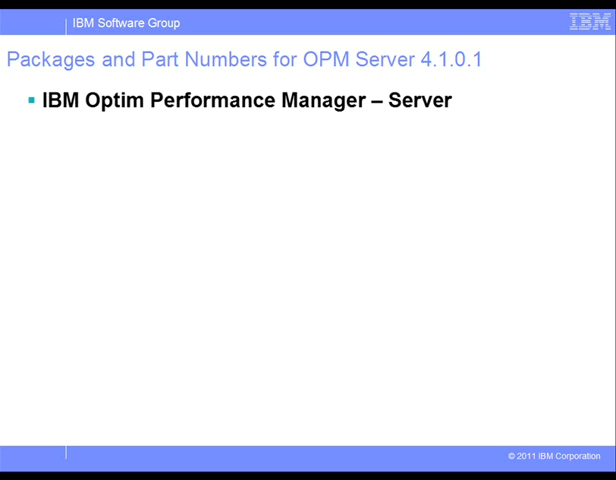 IBM Software Group
IBM
Packages and Part Numbers for OPM Server 4.1.0.1
IBM Optim Performance Manager – Server
© 2011 IBM Corporation